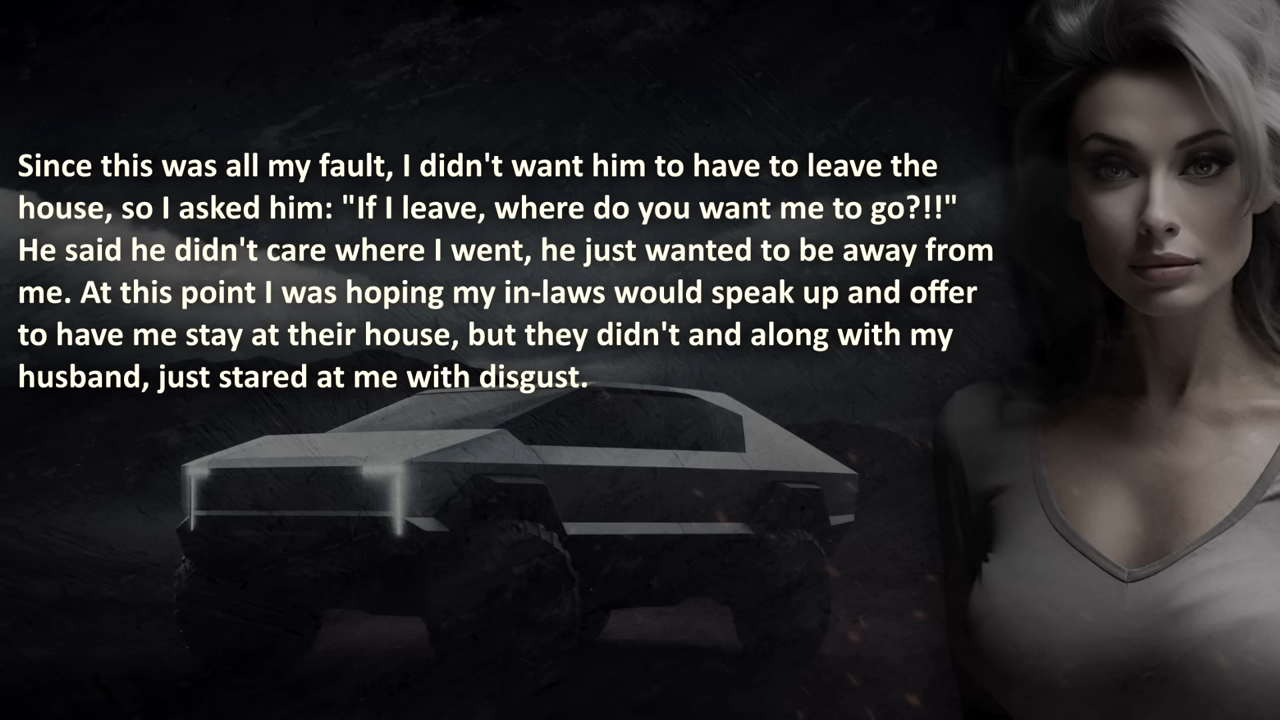 Since this was all my fault, I didn't want him to have to leave the
house, so I asked him: "If I leave, where do you want me to go?!!"
He said he didn't care where I went, he just wanted to be away from
me. At this point I was hoping my in-laws would speak up and offer
to have me stay at their house, but they didn't and along with my
husband, just stared at me with disgust.